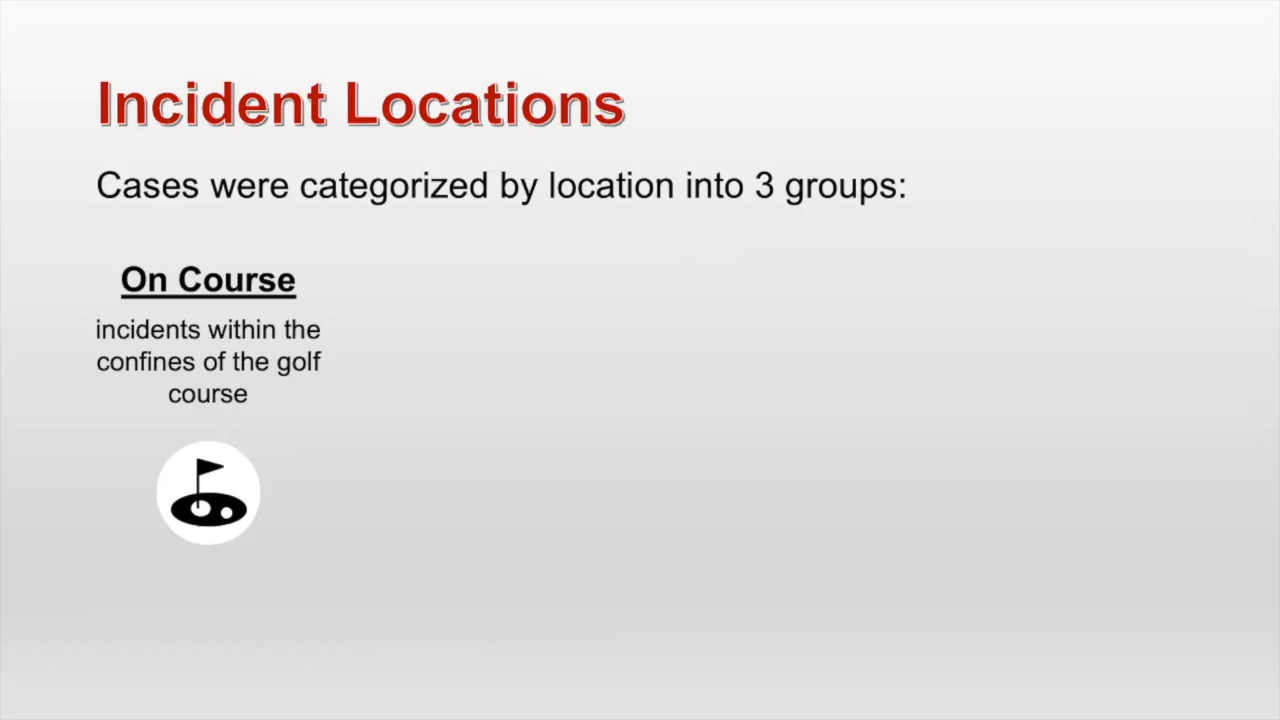 Incident Locations
Cases were categorized by location into 3 groups:
On Course
incidents within the
confines of the golf
course